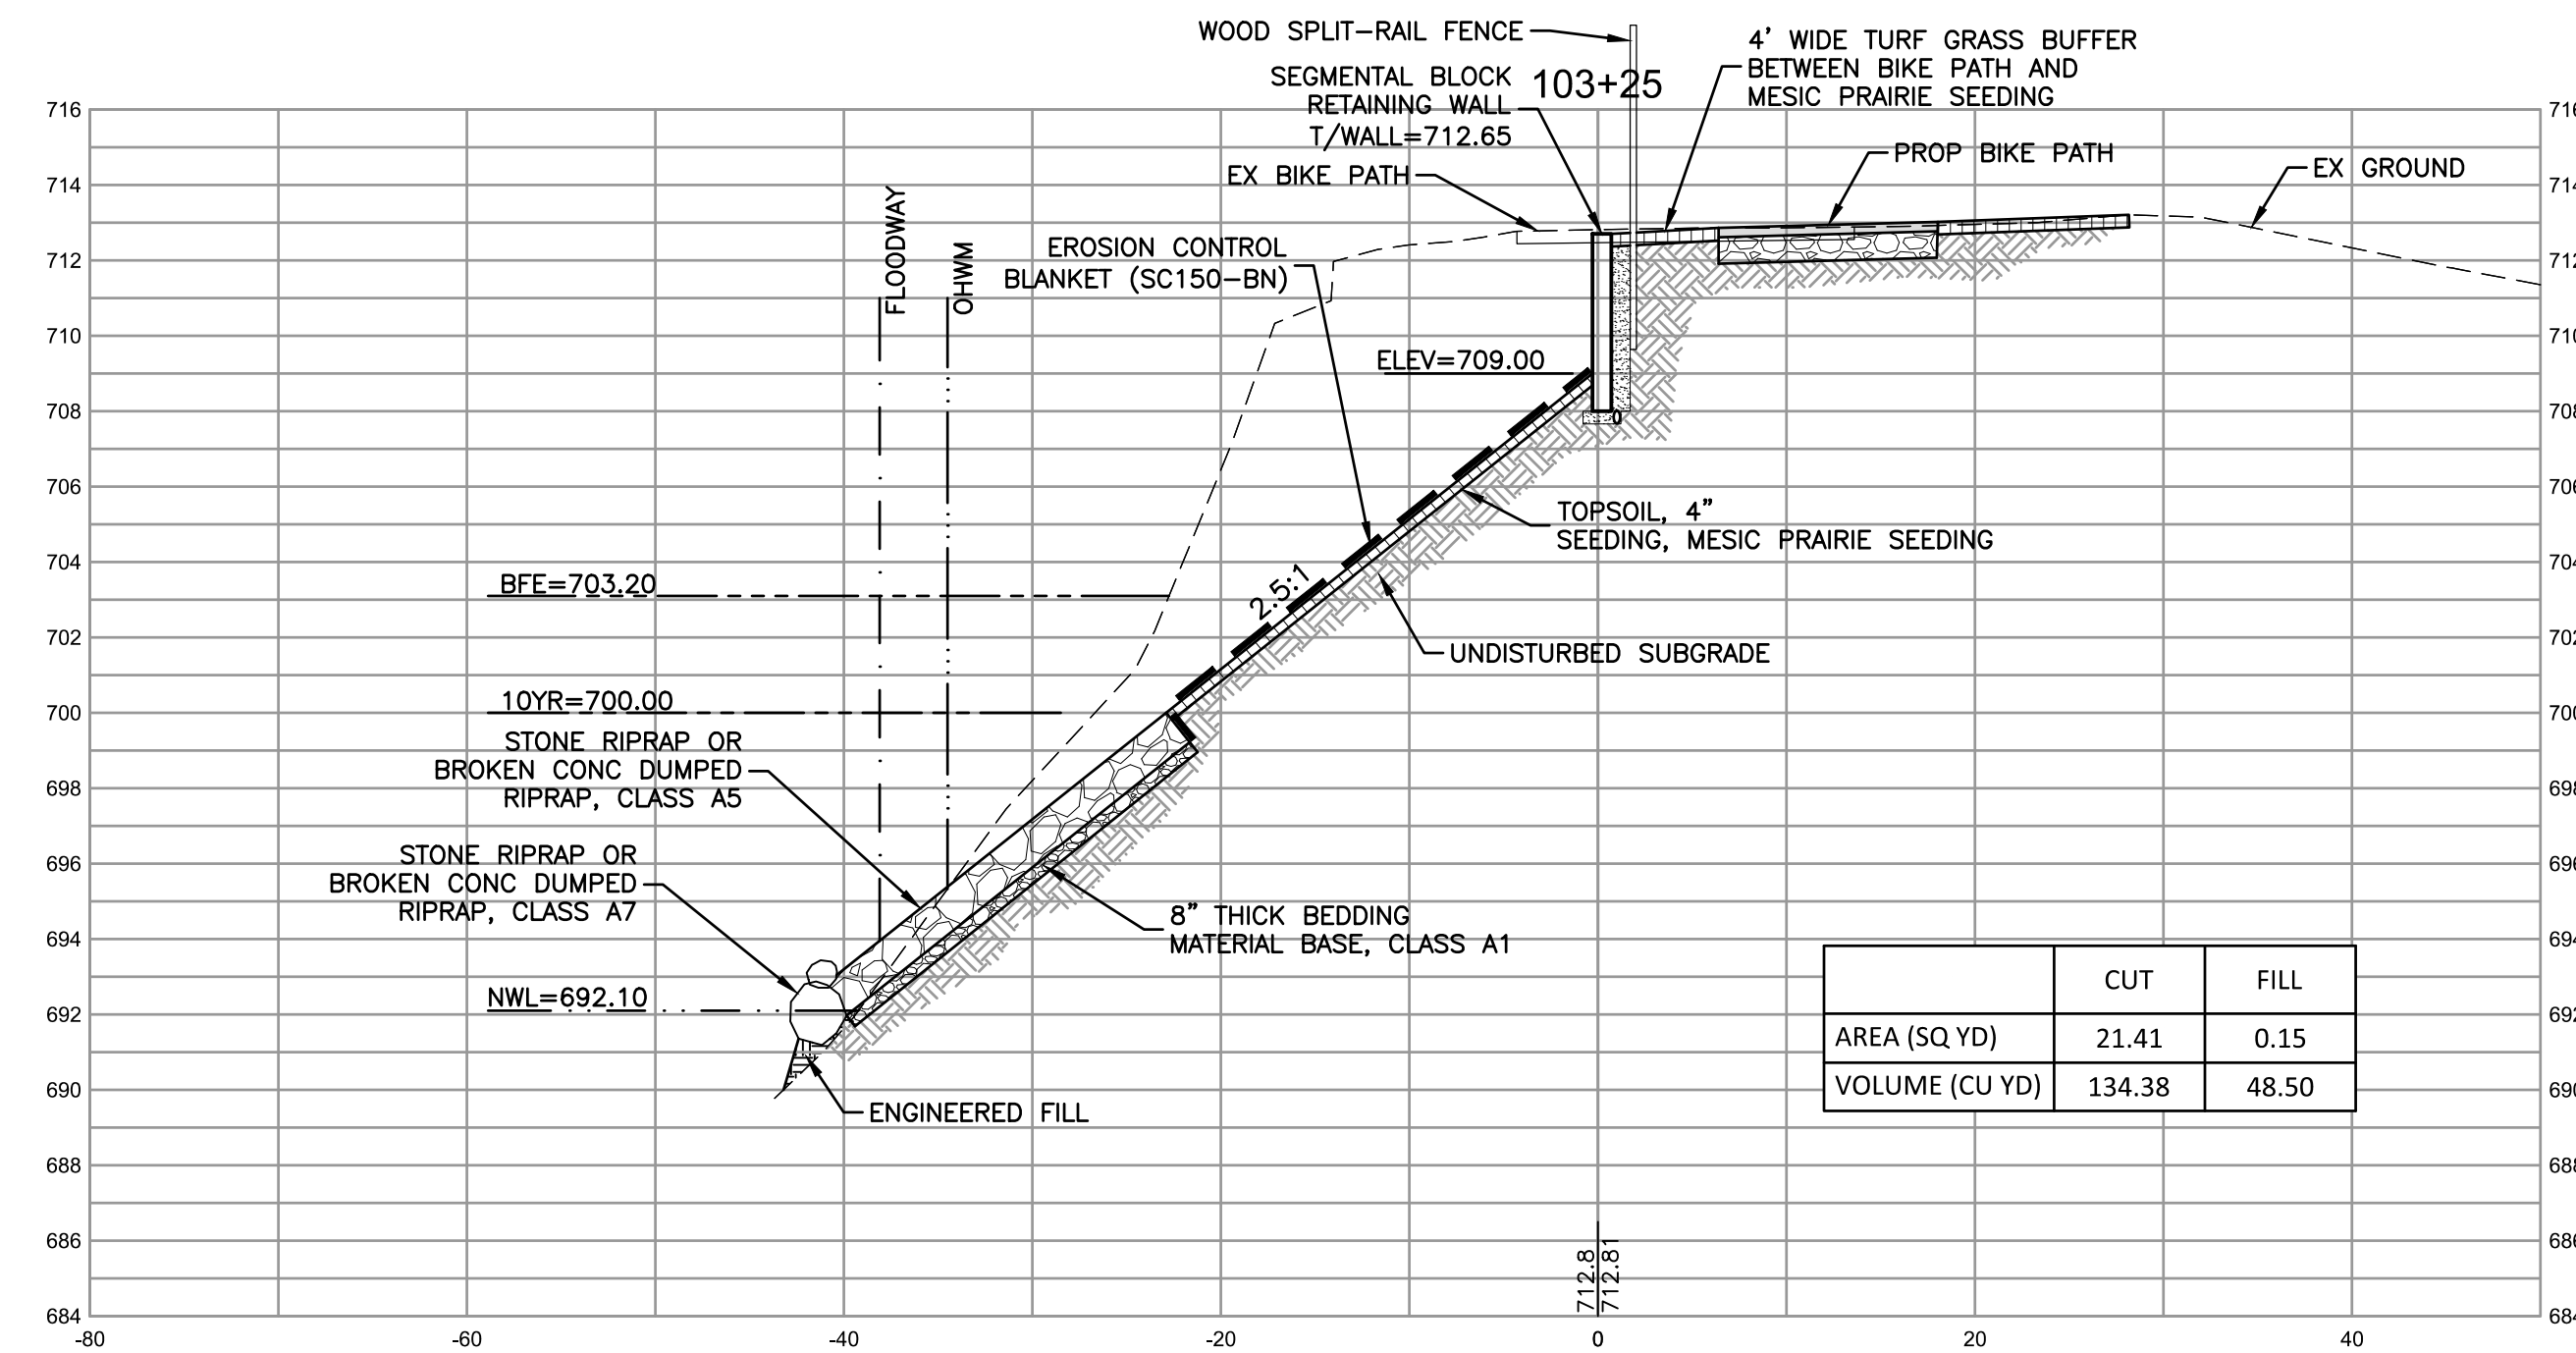 WOOD SPLIT-RAIL FENCE
4' WIDE TURF GRASS BUFFER
BETWEEN BIKE PATH AND
MESIC PRAIRIE SEEDING
SEGMENTAL BLOCK
RETAINING WALL
T/WALL=712.65
103+25
EX BIKE PATH
PROP BIKE PATH
EX GROUND
FLOODWAY
OHWM
EROSION CONTROL
BLANKET (SC150-BN)
ELEV=709.00
TOPSOIL, 4"
SEEDING, MESIC PRAIRIE SEEDING
2.5:1
BFE=703.20
UNDISTURBED SUBGRADE
10YR=700.00
STONE RIPRAP OR
BROKEN CONC DUMPED
RIPRAP, CLASS A5
STONE RIPRAP OR
BROKEN CONC DUMPED
RIPRAP, CLASS A7
8" THICK BEDDING
MATERIAL BASE, CLASS A1
NWL=692.10
ENGINEERED FILL
CUT FILL
AREA (SQ YD) 21.41 0.15
VOLUME (CU YD) 134.38 48.50
712.8
712.81
716
714
712
710
708
706
704
702
700
698
696
694
692
690
688
686
684
-80 -60 -40 -20 0 20 40